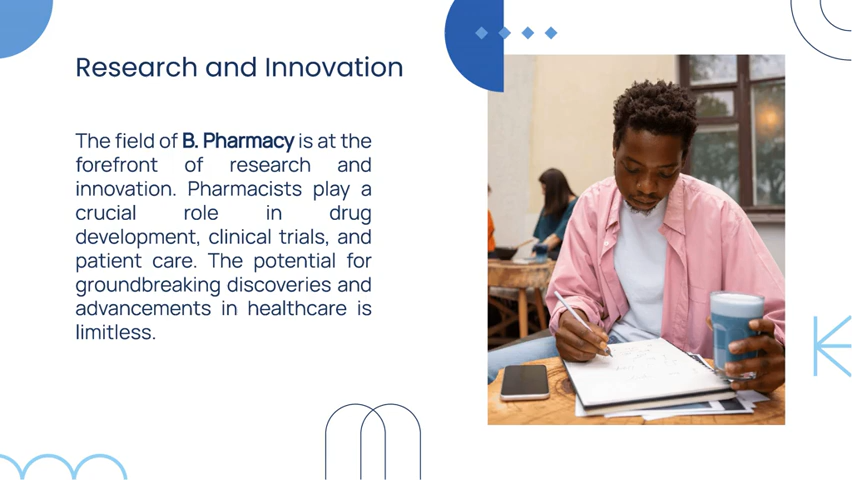 Research and Innovation
The field of B. Pharmacy is at the
forefront of research and
innovation. Pharmacists play a
crucial role in drug
development, clinical trials, and
patient care. The potential for
groundbreaking discoveries and
advancements in healthcare is
limitless.